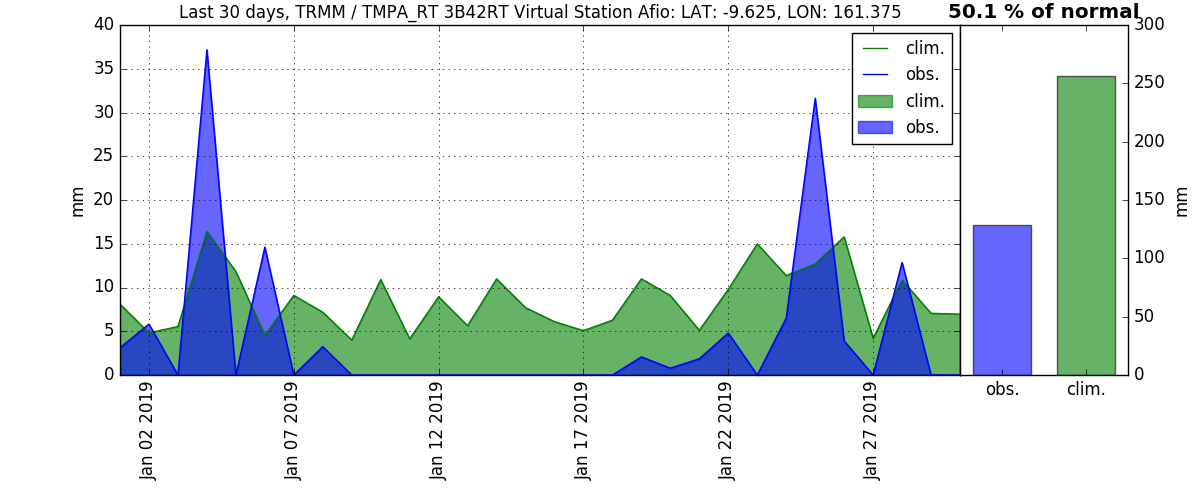 Last 30 days, TRMM / TMPA_RT 3B42RT Virtual Station Afio: LAT: -9.625, LON: 161.375
50.1 % of normal
40
35
30
25
20
15
10
5
0
mm
clim.
obs.
clim.
obs.
Jan 02 2019
Jan 07 2019
Jan 12 2019
Jan 17 2019
Jan 22 2019
Jan 27 2019
300
250
200
150
100
50
0
mm
obs.
clim.